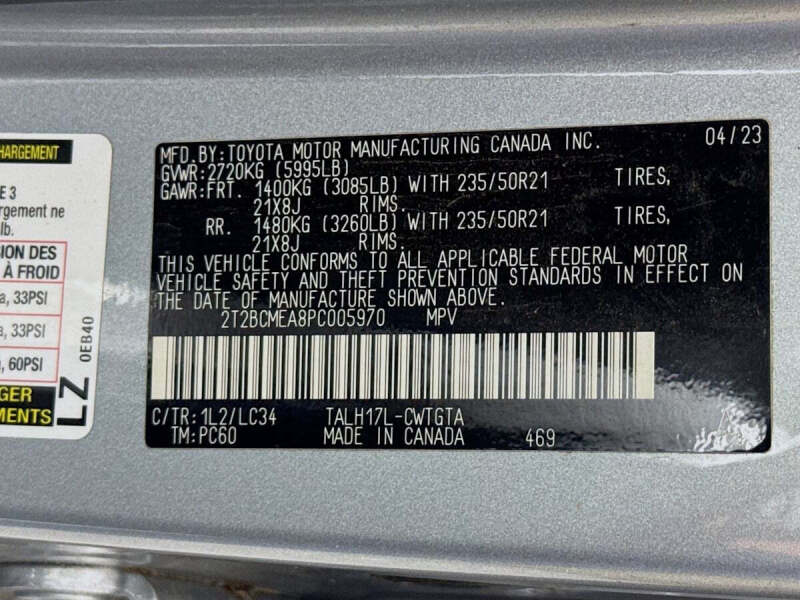 HARGEMENT
E 3
argement ne
lb.
SION DES
À FROID
a, 33PSI
a, 33PSI
, 60PSI
GER
MENTS
LZ 0EB40
MFD.BY:TOYOTA MOTOR MANUFACTURING CANADA INC. 04/23
GVWR:2720KG (5995LB)
GAWR:FRT. 1400KG (3085LB) WITH 235/50R21 TIRES,
21X8J RIMS.
RR. 1480KG (3260LB) WITH 235/50R21 TIRES,
21X8J RIMS.
THIS VEHICLE CONFORMS TO ALL APPLICABLE FEDERAL MOTOR
VEHICLE SAFETY AND THEFT PREVENTION STANDARDS IN EFFECT ON
THE DATE OF MANUFACTURE SHOWN ABOVE.
2T2BCMEA8PC005970 MPV
C/TR:1L2/LC34 TALH17L-CWTGTA
TM:PC60 MADE IN CANADA 469